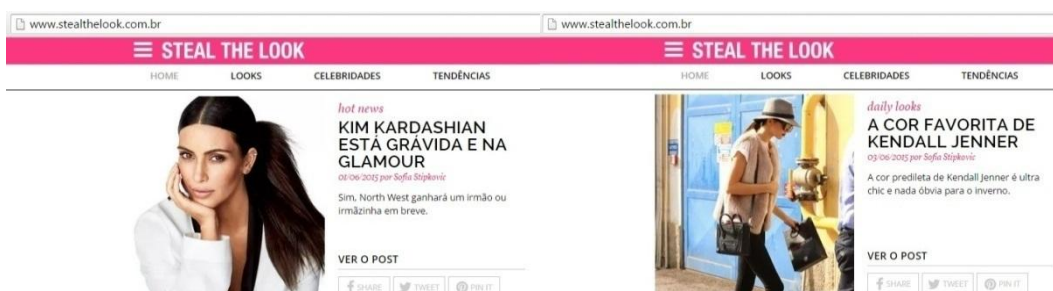 www.stealthelook.com.br
STEAL THE LOOK
HOME LOOKS CELEBRIDADES TENDÊNCIAS
hot news
KIM KARDASHIAN
ESTÁ GRÁVIDA E NA
GLAMOUR
01/06/2015 por Sofia Stipkovic
Sim, North West ganhará um irmão ou
irmãzinha em breve.
VER O POST
SHARE TWEET PIN IT
www.stealthelook.com.br
STEAL THE LOOK
HOME LOOKS CELEBRIDADES TENDÊNCIAS
daily looks
A COR FAVORITA DE
KENDALL JENNER
03/06/2015 por Sofia Stipkovic
A cor predileta de Kendall Jenner é ultra
chic e nada óbvia para o inverno.
VER O POST
SHARE TWEET PIN IT